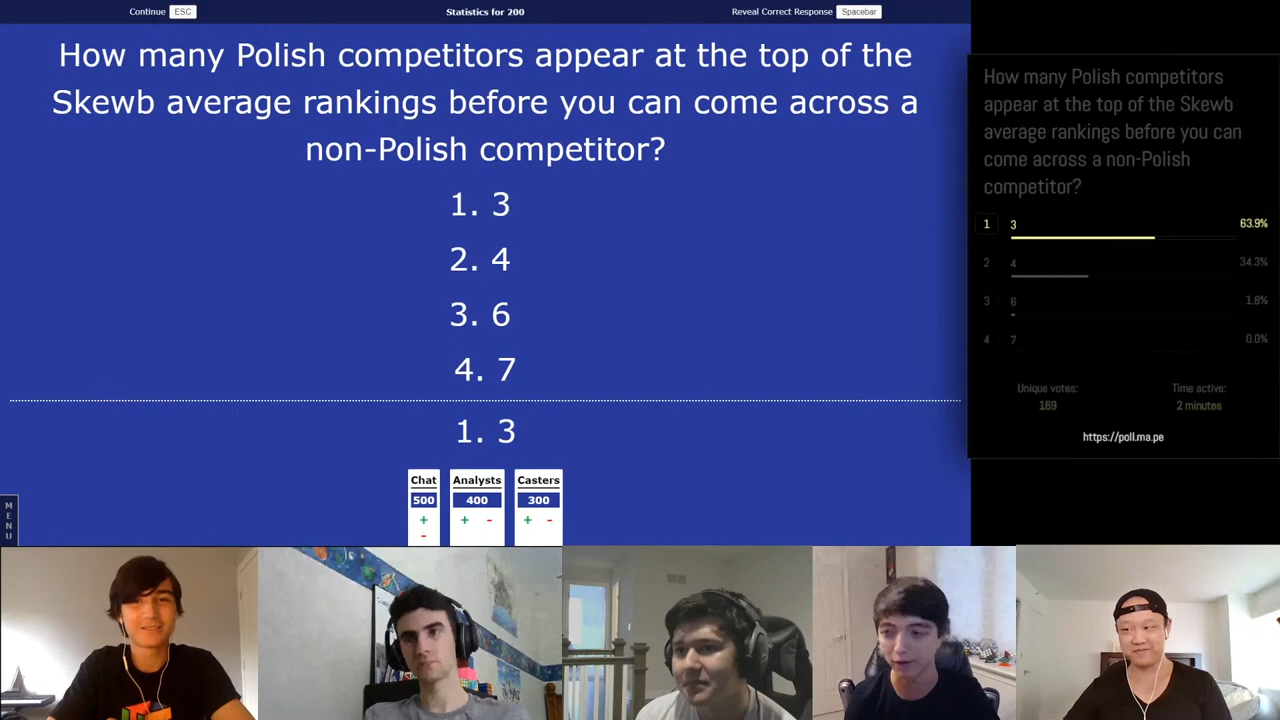 Continue ESC
Statistics for 200
Reveal Correct Response Spacebar
How many Polish competitors appear at the top of the
Skewb average rankings before you can come across a
non-Polish competitor?
1. 3
2. 4
3. 6
4. 7
1. 3
Chat Analysts Casters
500 400 300
+ + - + -
-
MENU
How many Polish competitors
appear at the top of the Skewb
average rankings before you can
come across a non-Polish
competitor?
1 3 63.9%
2 4 34.3%
3 6 1.8%
4 7 0.0%
Unique votes: Time active:
169 2 minutes
https://poll.ma.pe